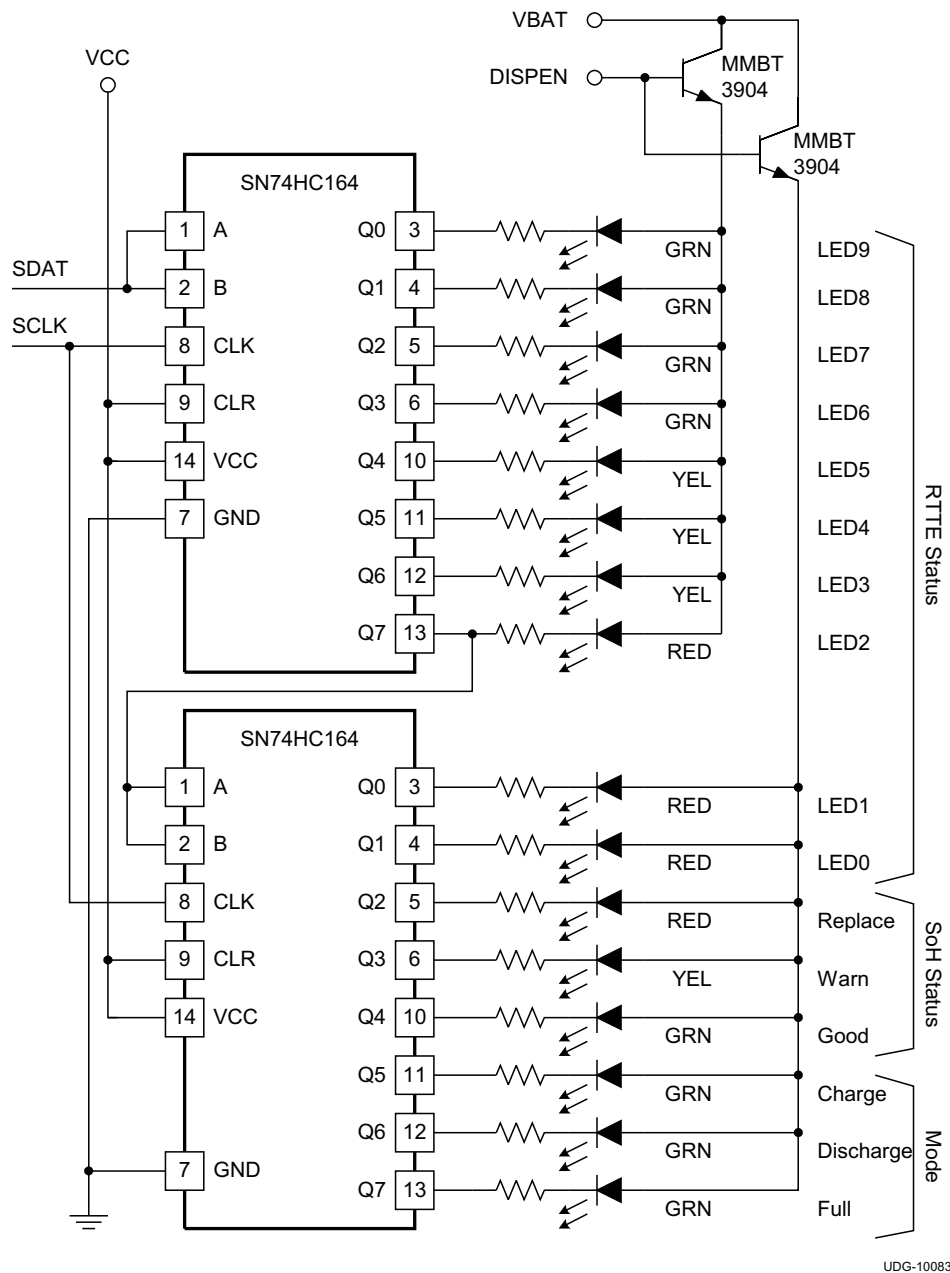 VBAT
VCC
DISPEN
MMBT
3904
MMBT
3904
SN74HC164
1 A Q0 3 GRN LED9
SDAT
2 B Q1 4 GRN LED8
SCLK
8 CLK Q2 5 GRN LED7
9 CLR Q3 6 GRN LED6
14 VCC Q4 10 YEL LED5
7 GND Q5 11 YEL LED4
Q6 12 YEL LED3
Q7 13 RED LED2
RTTE Status
SN74HC164
1 A Q0 3 RED LED1
2 B Q1 4 RED LED0
8 CLK Q2 5 RED Replace
9 CLR Q3 6 YEL Warn
14 VCC Q4 10 GRN Good
SoH Status
Q5 11 GRN Charge
Q6 12 GRN Discharge
7 GND Q7 13 GRN Full
Mode
UDG-10083